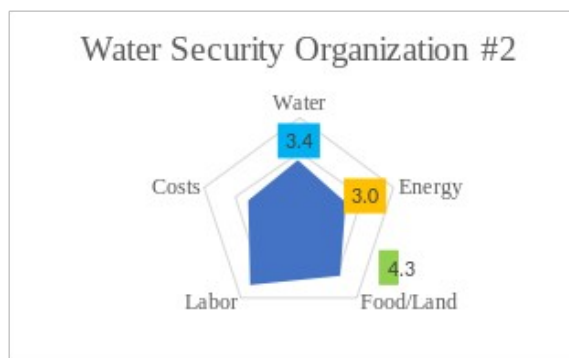 Water Security Organization #2
Water
3.4
Costs
3.0
Energy
4.3
Labor
Food/Land